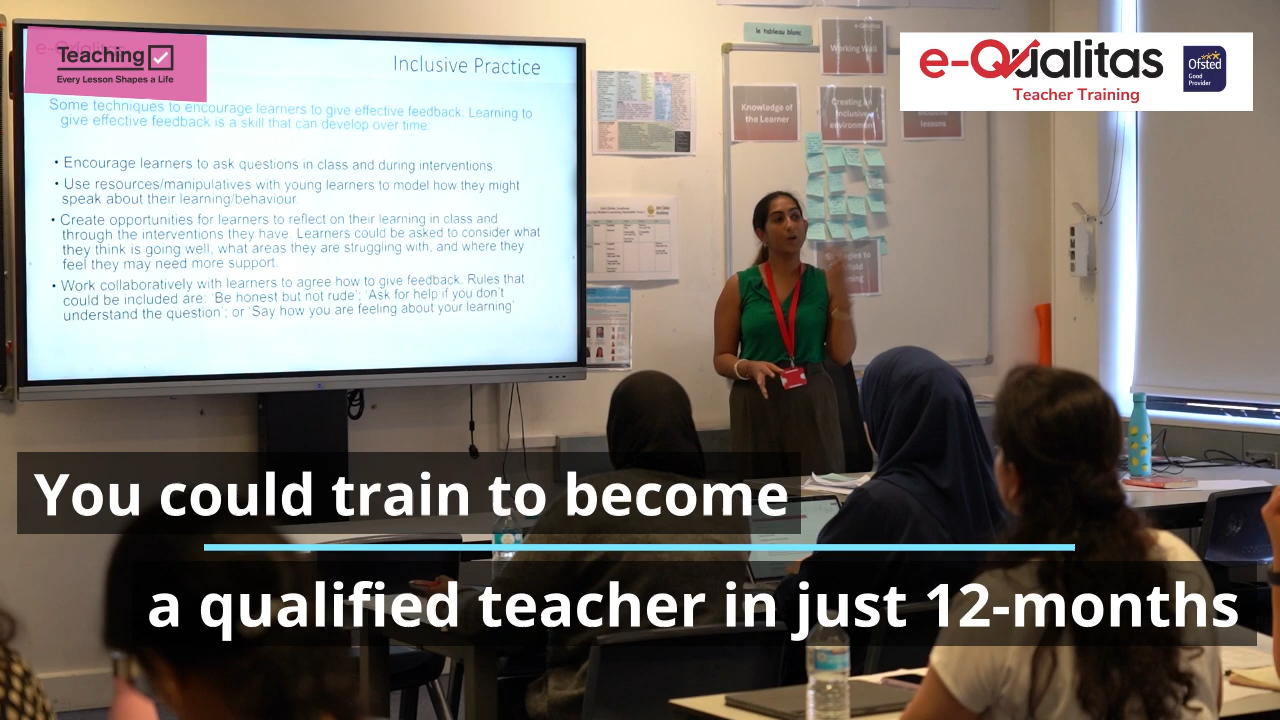 Teaching
Every Lesson Shapes a Life
Inclusive Practice
Some techniques to encourage learners to give effective feedback. Learning to
give effective feedback is a skill that can develop over time:
• Encourage learners to ask questions in class and during interventions.
• Use resources/manipulatives with young learners to model how they might
speak about their learning/behaviour.
• Create opportunities for learners to reflect on their learning in class and
through the interventions they have. Learners could be asked to consider what
they think is going well, what areas they are struggling with, and where they
feel they may need more support.
• Work collaboratively with learners to agree how to give feedback. Rules that
could be included are: 'Be honest but not rude'; 'Ask for help if you don't
understand the question'; or 'Say how you are feeling about your learning'
le tableau blanc
Working Wall
Knowledge of
the Learner
Creating an
inclusive
environment
lessons
e-Qualitas
Teacher Training
Ofsted
Good
Provider
You could train to become
a qualified teacher in just 12-months